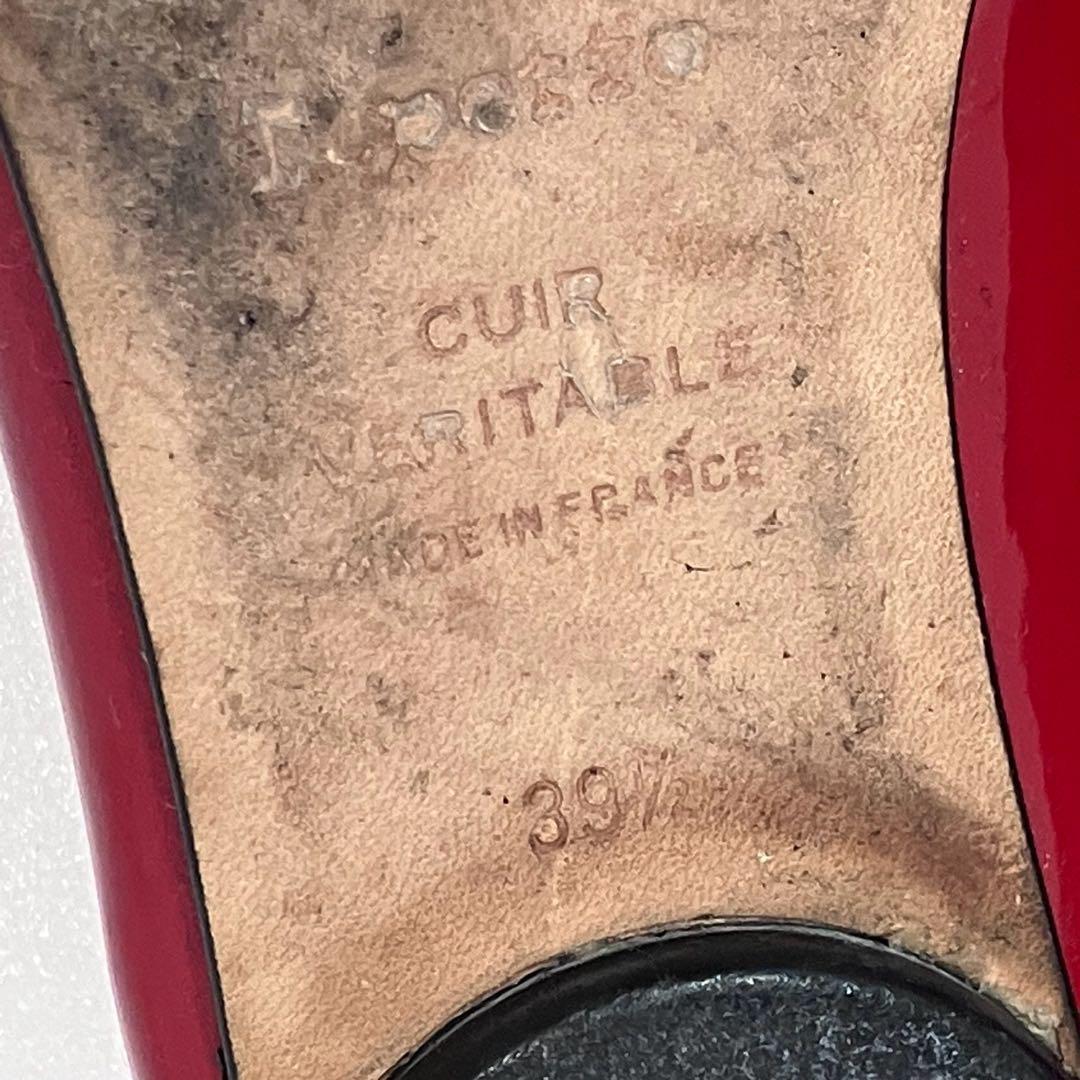 CUIR
VERITABLE
MADE IN FRANCE
39½